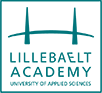 LILLEBAELT
ACADEMY
UNIVERSITY OF APPLIED SCIENCES